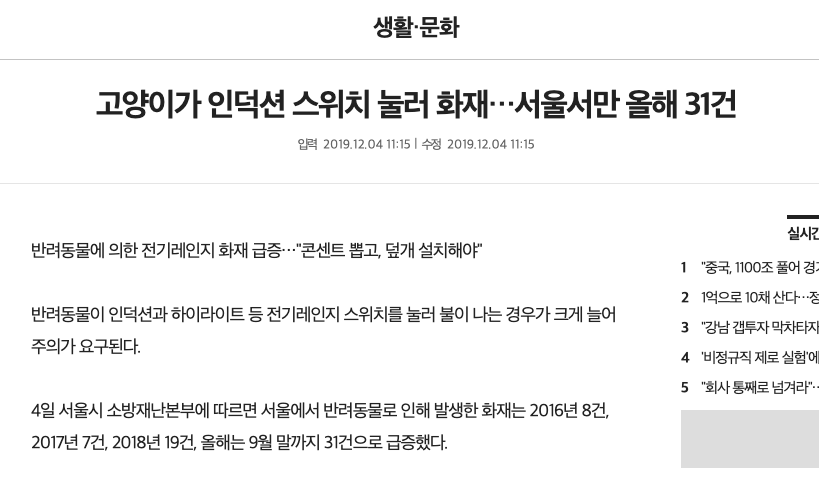 생활·문화
고양이가 인덕션 스위치 눌러 화재…서울서만 올해 31건
입력 2019.12.04 11:15 | 수정 2019.12.04 11:15
반려동물에 의한 전기레인지 화재 급증…"콘센트 뽑고, 덮개 설치해야"
반려동물이 인덕션과 하이라이트 등 전기레인지 스위치를 눌러 불이 나는 경우가 크게 늘어
주의가 요구된다.
4일 서울시 소방재난본부에 따르면 서울에서 반려동물로 인해 발생한 화재는 2016년 8건,
2017년 7건, 2018년 19건, 올해는 9월 말까지 31건으로 급증했다.
실시간
1 "중국, 1100조 풀어
2 1억으로 10채 산다…
3 "강남 갭투자 막차타자
4 '비정규직 제로 실험'에
5 "회사 통째로 넘겨라"…